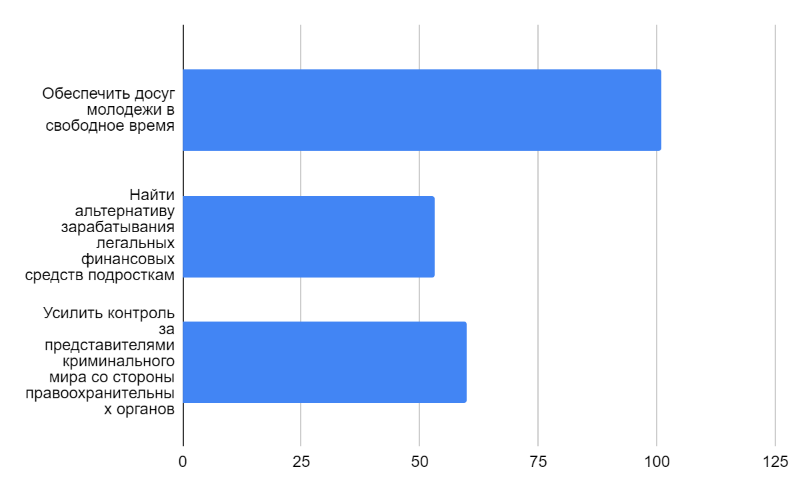 Обеспечить досуг
молодежи в
свободное время
Найти
альтернативу
зарабатывания
легальных
финансовых
средств подросткам
Усилить контроль
за
представителями
криминального
мира со стороны
правоохранительны
х органов
0
25
50
75
100
125